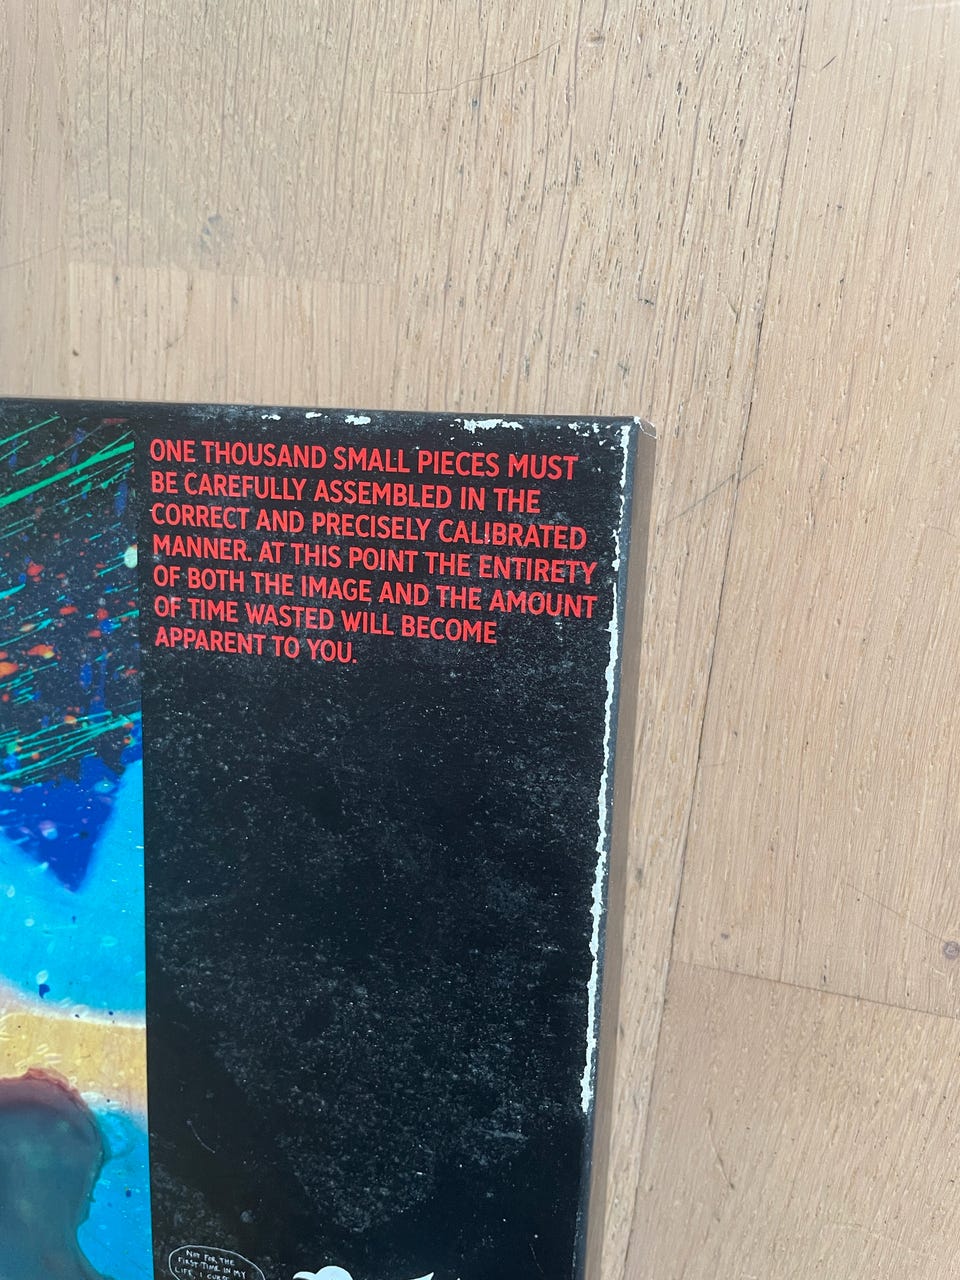 ONE THOUSAND SMALL PIECES MUST
BE CAREFULLY ASSEMBLED IN THE
CORRECT AND PRECISELY CALIBRATED
MANNER. AT THIS POINT THE ENTIRETY
OF BOTH THE IMAGE AND THE AMOUNT
OF TIME WASTED WILL BECOME
APPARENT TO YOU.
NOT FOR THE
FIRST TIME IN MY
LIFE, I